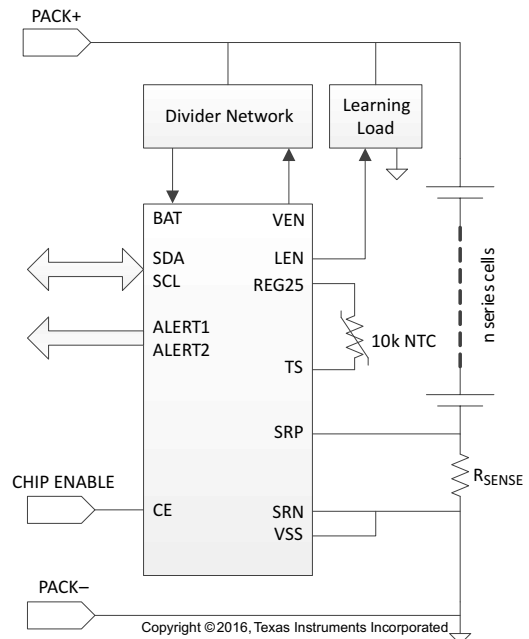 PACK+
Divider Network
Learning
Load
BAT
VEN
SDA
SCL
LEN
REG25
ALERT1
ALERT2
10k NTC
TS
n series cells
SRP
RSENSE
CHIP ENABLE
CE
SRN
VSS
PACK–
Copyright © 2016, Texas Instruments Incorporated